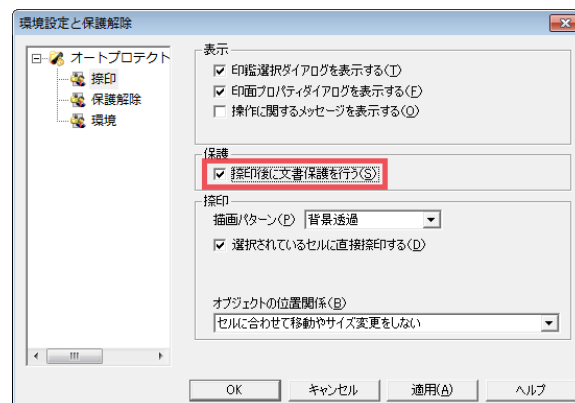 環境設定と保護解除
オートプロテクト
捺印
保護解除
環境
表示
印鑑選択ダイアログを表示する(T)
印面プロパティダイアログを表示する(F)
操作に関するメッセージを表示する(O)
保護
捺印後に文書保護を行う(S)
捺印
描画パターン(P)
背景透過
選択されているセルに直接捺印する(D)
オブジェクトの位置関係(B)
セルに合わせて移動やサイズ変更をしない
OK
キャンセル
適用(A)
ヘルプ